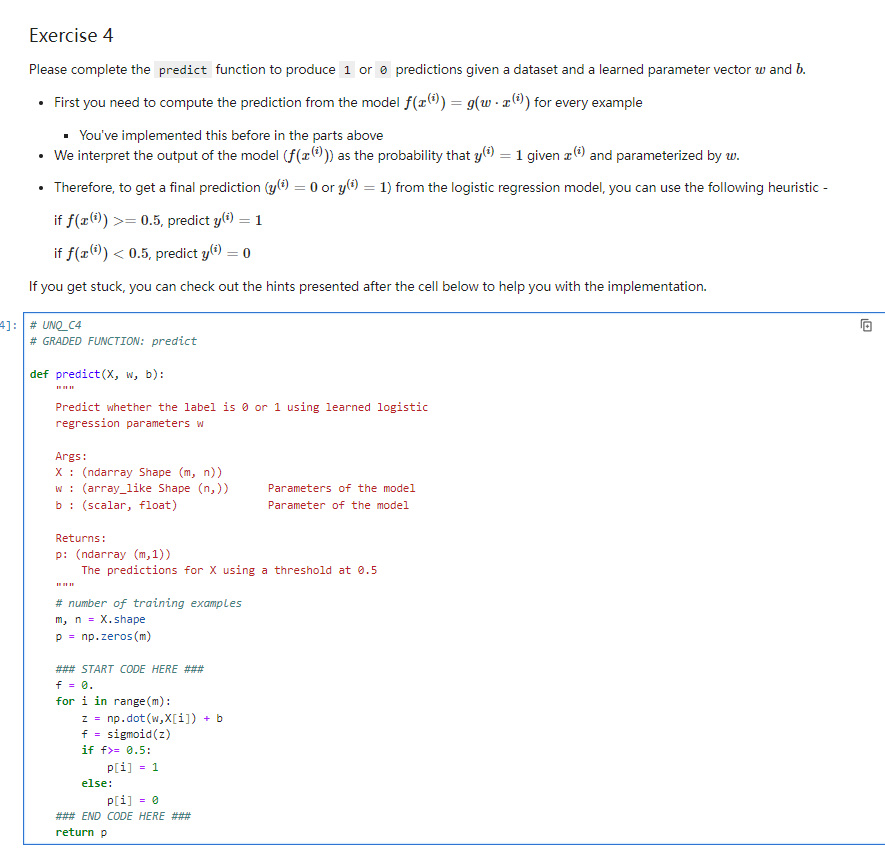 Exercise 4
Please complete the predict function to produce 1 or 0 predictions given a dataset and a learned parameter vector w and b.
• First you need to compute the prediction from the model f(x⁽ⁱ⁾) = g(w · x⁽ⁱ⁾) for every example
▪ You've implemented this before in the parts above
• We interpret the output of the model (f(x⁽ⁱ⁾)) as the probability that y⁽ⁱ⁾ = 1 given x⁽ⁱ⁾ and parameterized by w.
• Therefore, to get a final prediction (y⁽ⁱ⁾ = 0 or y⁽ⁱ⁾ = 1) from the logistic regression model, you can use the following heuristic -
if f(x⁽ⁱ⁾) >= 0.5, predict y⁽ⁱ⁾ = 1
if f(x⁽ⁱ⁾) < 0.5, predict y⁽ⁱ⁾ = 0
If you get stuck, you can check out the hints presented after the cell below to help you with the implementation.
4]: # UNQ_C4
# GRADED FUNCTION: predict
def predict(X, w, b):
    """
    Predict whether the label is 0 or 1 using learned logistic
    regression parameters w
    Args:
    X : (ndarray Shape (m, n))
    w : (array_like Shape (n,))      Parameters of the model
    b : (scalar, float)              Parameter of the model
    Returns:
    p: (ndarray (m,1))
        The predictions for X using a threshold at 0.5
    """
    # number of training examples
    m, n = X.shape
    p = np.zeros(m)
    ### START CODE HERE ###
    f = 0.
    for i in range(m):
        z = np.dot(w,X[i]) + b
        f = sigmoid(z)
        if f>= 0.5:
            p[i] = 1
        else:
            p[i] = 0
    ### END CODE HERE ###
    return p